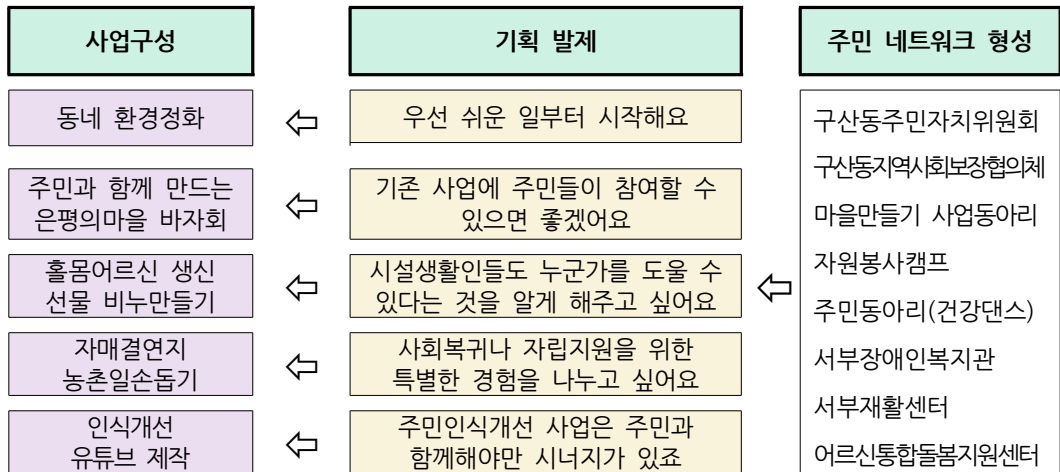 사업구성
기획 발제
주민 네트워크 형성
동네 환경정화
⇦
우선 쉬운 일부터 시작해요
주민과 함께 만드는
은평의마을 바자회
⇦
기존 사업에 주민들이 참여할 수
있으면 좋겠어요
홀몸어르신 생신
선물 비누만들기
⇦
시설생활인들도 누군가를 도울 수
있다는 것을 알게 해주고 싶어요
⇦
자매결연지
농촌일손돕기
⇦
사회복귀나 자립지원을 위한
특별한 경험을 나누고 싶어요
인식개선
유튜브 제작
⇦
주민인식개선 사업은 주민과
함께해야만 시너지가 있죠
구산동주민자치위원회
구산동지역사회보장협의체
마을만들기 사업동아리
자원봉사캠프
주민동아리(건강댄스)
서부장애인복지관
서부재활센터
어르신통합돌봄지원센터